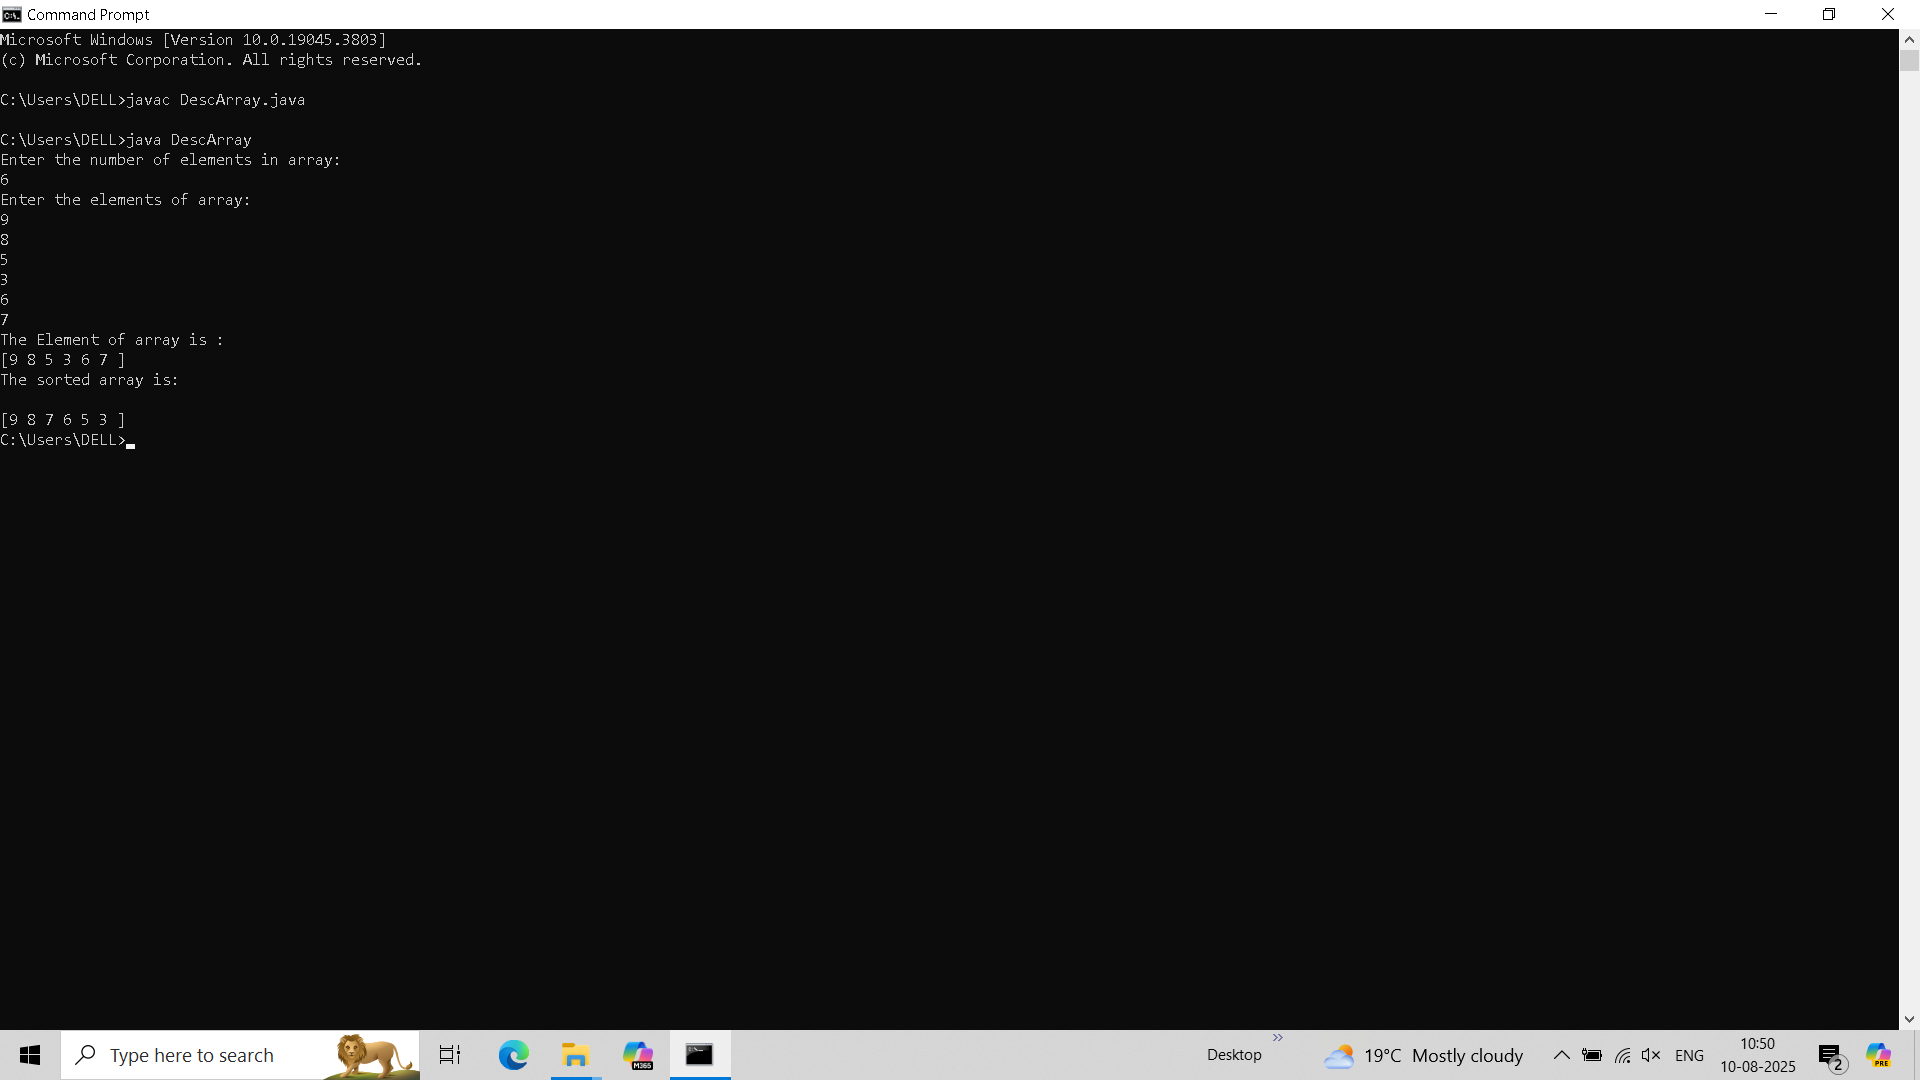 Command Prompt
Microsoft Windows [Version 10.0.19045.3803]
(c) Microsoft Corporation. All rights reserved.
C:\Users\DELL>javac DescArray.java
C:\Users\DELL>java DescArray
Enter the number of elements in array:
6
Enter the elements of array:
9
8
5
3
6
7
The Element of array is :
[9 8 5 3 6 7 ]
The sorted array is:
[9 8 7 6 5 3 ]
C:\Users\DELL>
Type here to search
M365
Desktop
19°C Mostly cloudy
ENG
10:50
10-08-2025
2
PRE